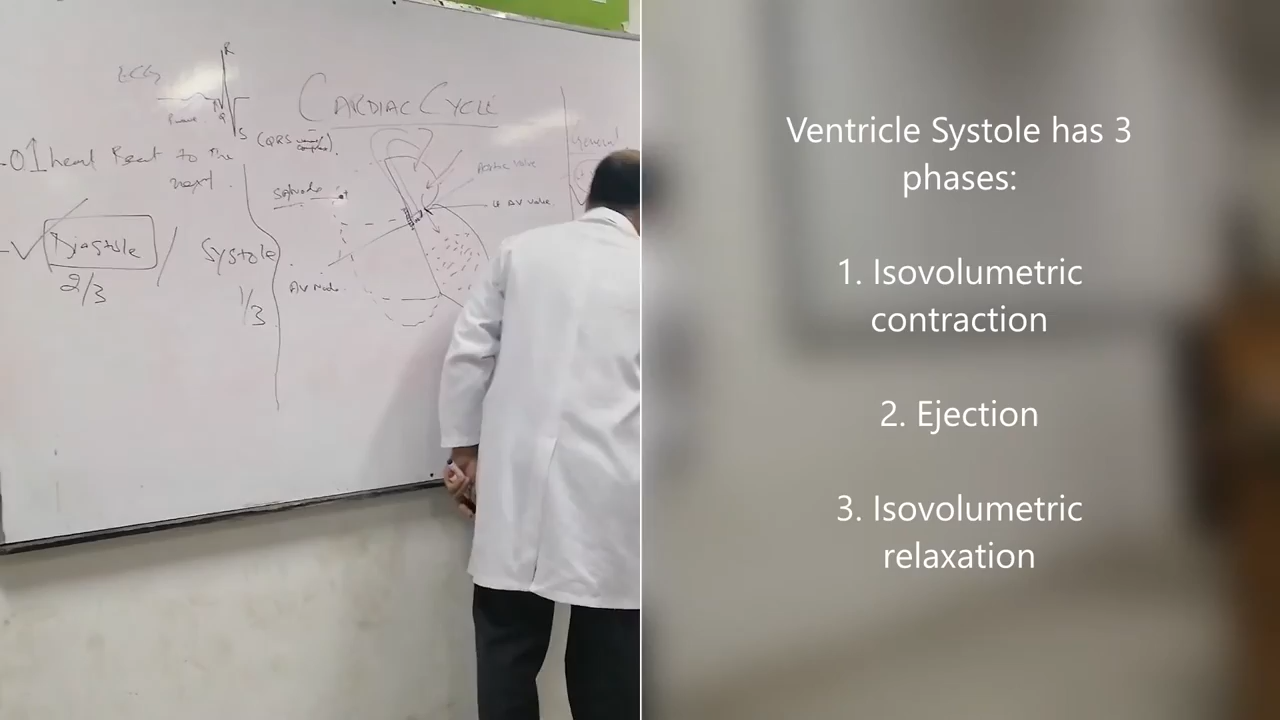 ECG
R
P wave
Q
S
(QRS
complex).
CARDIAC CYCLE
1 heart Beat to the
next.
SA node
Aortic Valve
AV Valve.
General
Diastole / Systole
2/3
1/3
AV Node.
Ventricle Systole has 3
phases:
1. Isovolumetric
contraction
2. Ejection
3. Isovolumetric
relaxation